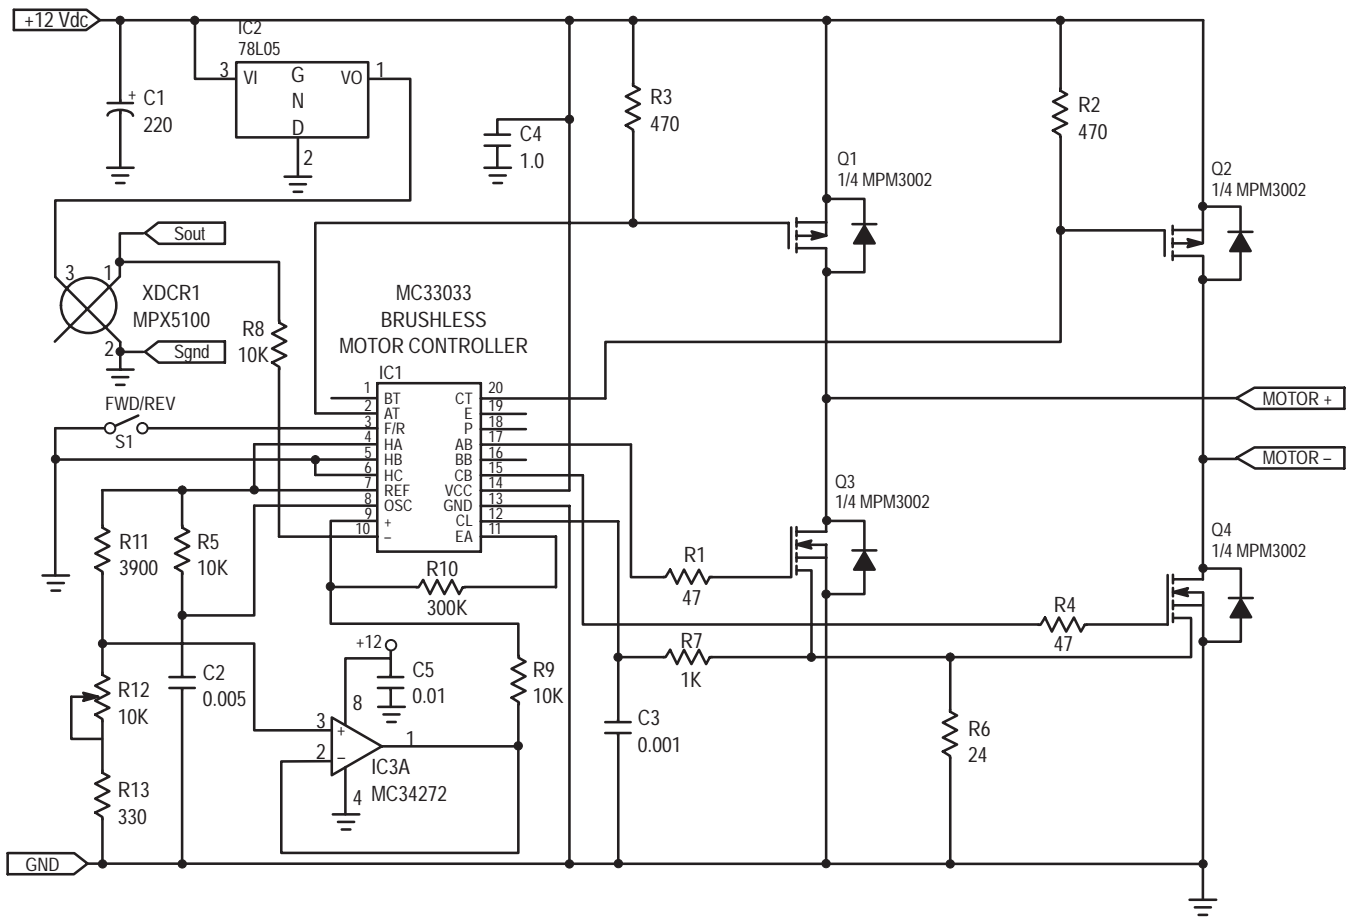 +12 Vdc
IC2
78L05
3
VI
G
N
D
VO
1
2
+
C1
220
C4
1.0
R3
470
R2
470
Q1
1/4 MPM3002
Q2
1/4 MPM3002
Sout
3
1
XDCR1
MPX5100
2
Sgnd
R8
10K
MC33033
BRUSHLESS
MOTOR CONTROLLER
IC1
1
BT
CT
20
2
AT
E
19
3
F/R
P
18
4
HA
AB
17
5
HB
BB
16
6
HC
CB
15
7
REF
VCC
14
8
OSC
GND
13
9
+
CL
12
10
–
EA
11
FWD/REV
S1
MOTOR +
MOTOR –
Q3
1/4 MPM3002
Q4
1/4 MPM3002
R11
3900
R5
10K
R10
300K
R1
47
R4
47
R7
1K
+12
C5
0.01
8
R9
10K
R12
10K
C2
0.005
3
+
2
–
1
IC3A
MC34272
4
C3
0.001
R6
24
R13
330
GND